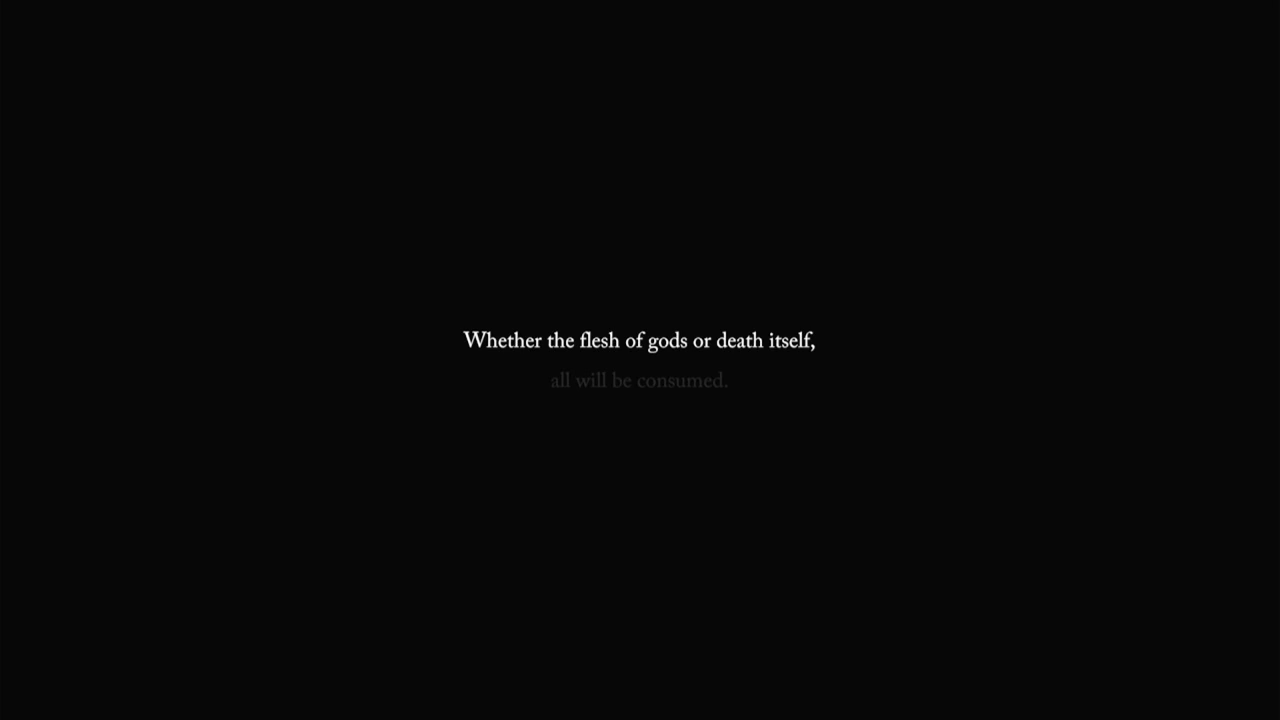 Whether the flesh of gods or death itself,
all will be consumed.